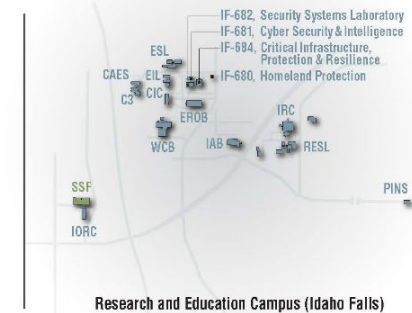 IF-682, Security Systems Laboratory
IF-681, Cyber Security & Intelligence
IF-684, Critical Infrastructure,
Protection & Resilience
IF-680, Homeland Protection
ESL
CAES
EIL
C3
CIC
EROB
IRC
WCB
IAB
RESL
SSF
PINS
IORC
Research and Education Campus (Idaho Falls)